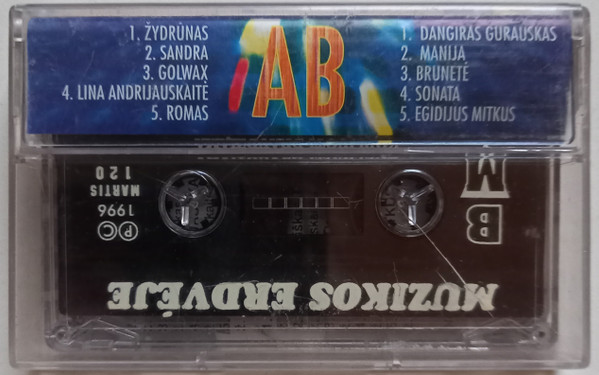 1. ŽYDRŪNAS
2. SANDRA
3. GOLWAX
4. LINA ANDRIJAUSKAITĖ
5. ROMAS
AB
1. DANGIRAS GURAUSKAS
2. MANIJA
3. BRUNETĖ
4. SONATA
5. EGIDIJUS MITKUS
MUZIKOS ERDVĖJE
B
M
℗© 1996
MARTIS
120